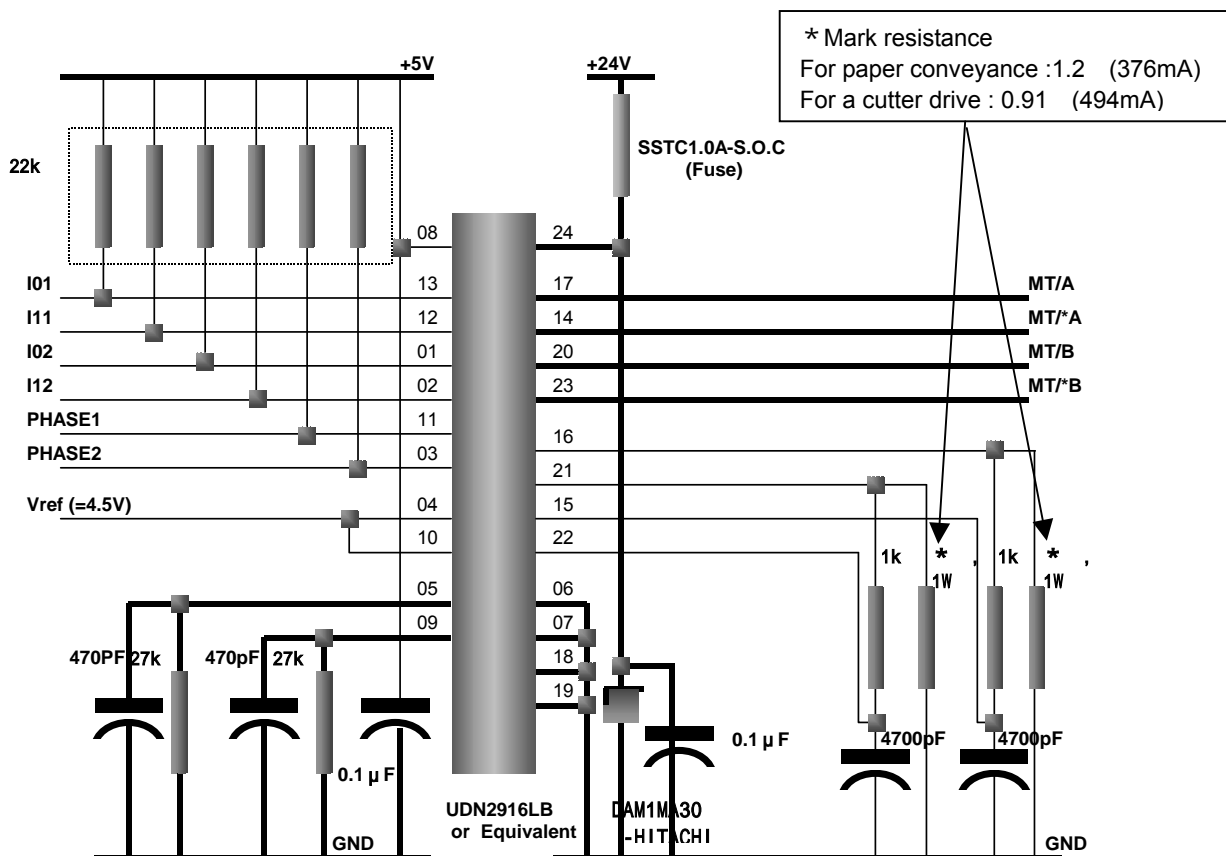 * Mark resistance
For paper conveyance :1.2 (376mA)
For a cutter drive : 0.91 (494mA)
+5V
+24V
SSTC1.0A-S.O.C
(Fuse)
22k
08
24
I01
13
17
MT/A
I11
12
14
MT/*A
I02
01
20
MT/B
I12
02
23
MT/*B
PHASE1
11
16
PHASE2
03
21
Vref (=4.5V)
04
15
10
22
1k
*
,
1W
1k
*
,
1W
05
06
09
07
470PF
27k
470pF
27k
18
19
0.1 µ F
0.1 µ F
4700pF
4700pF
UDN2916LB
or Equivalent
DAM1MA30
-HITACHI
GND
GND